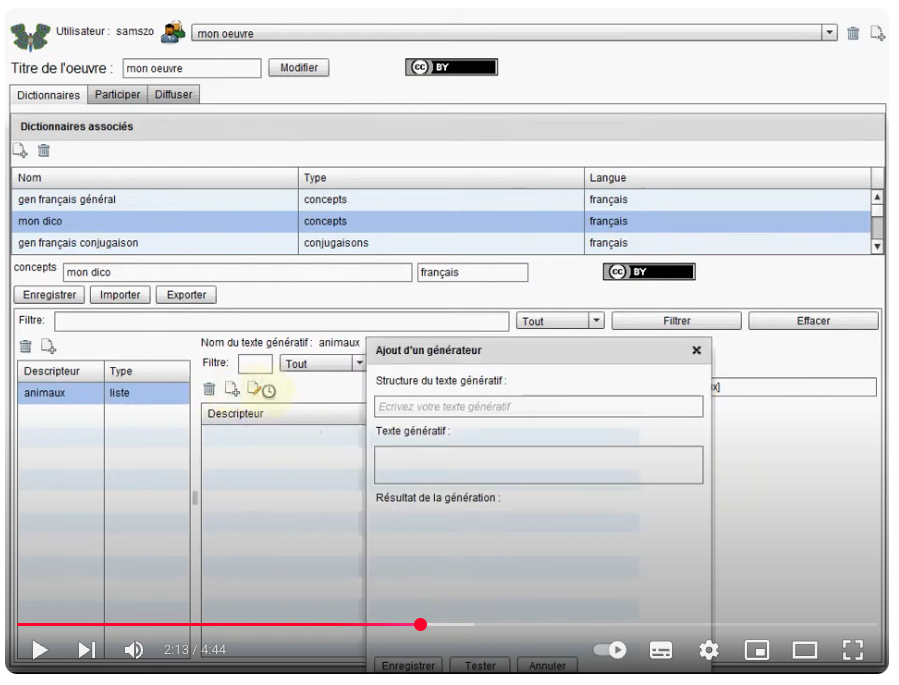 Utilisateur : samszo mon oeuvre
Titre de l'oeuvre : mon oeuvre Modifier cc BY
Dictionnaires Participer Diffuser
Dictionnaires associés
Nom Type Langue
gen français général concepts français
mon dico concepts français
gen français conjugaison conjugaisons français
concepts mon dico français cc BY
Enregistrer Importer Exporter
Filtre: Tout Filtrer Effacer
Nom du texte génératif : animaux
Filtre: Tout
Descripteur Type
animaux liste
Descripteur
Ajout d'un générateur
Structure du texte génératif :
Ecrivez votre texte génératif
Texte génératif :
Résultat de la génération :
x]
Enregistrer Tester Annuler
2:13 / 4:44